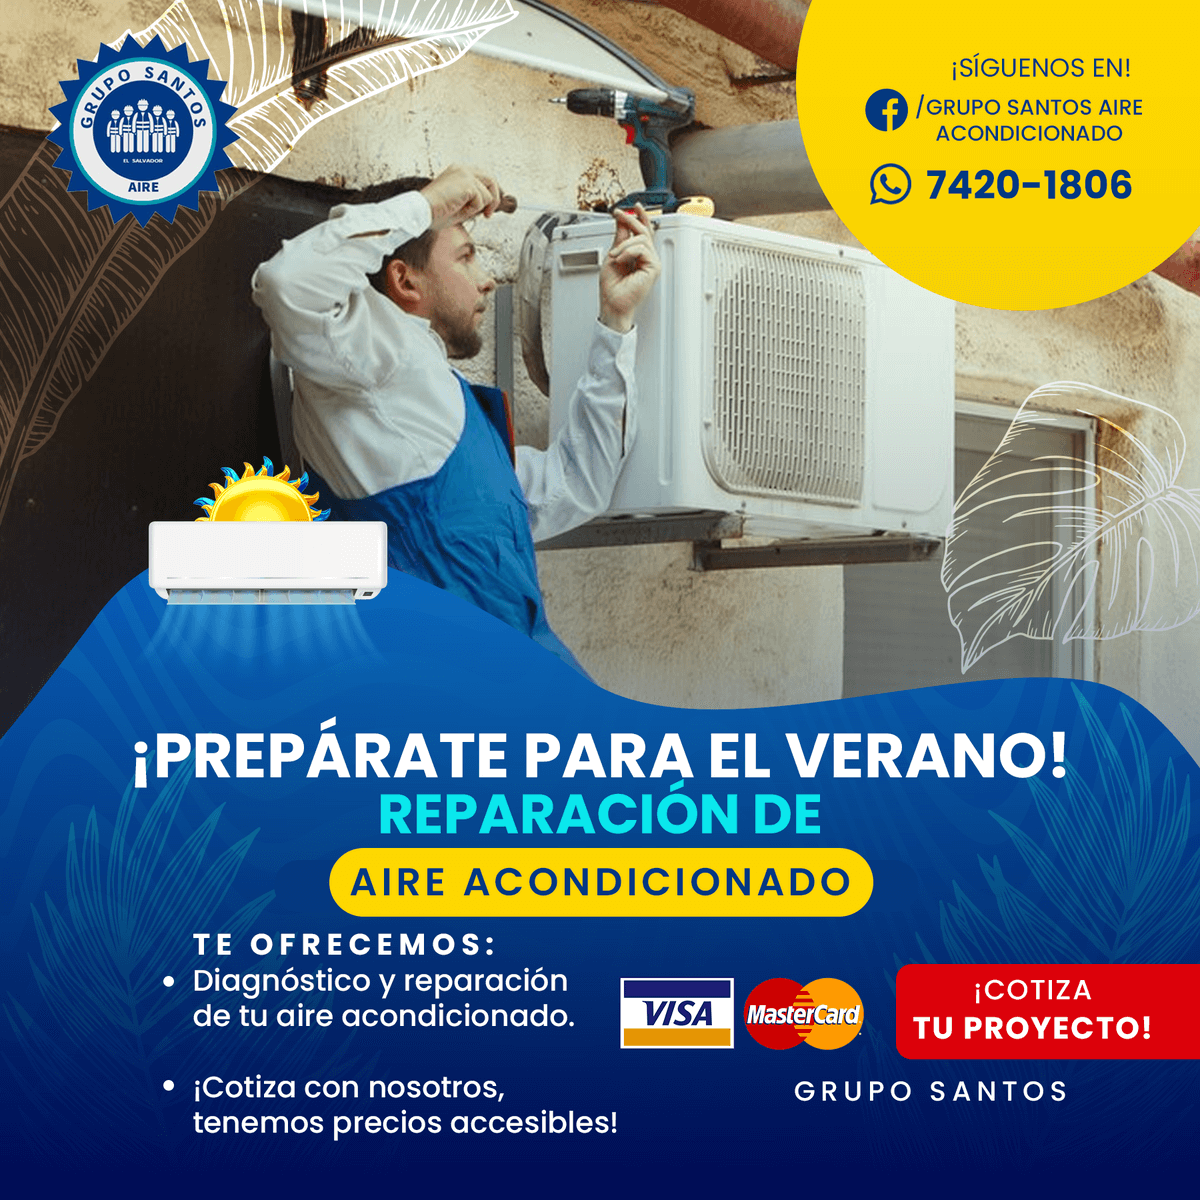 GRUPO SANTOS
EL SALVADOR
AIRE
¡SÍGUENOS EN!
/GRUPO SANTOS AIRE
ACONDICIONADO
7420-1806
¡PREPÁRATE PARA EL VERANO!
REPARACIÓN DE
AIRE ACONDICIONADO
TE OFRECEMOS:
• Diagnóstico y reparación
de tu aire acondicionado.
• ¡Cotiza con nosotros,
tenemos precios accesibles!
VISA
MasterCard
¡COTIZA
TU PROYECTO!
GRUPO SANTOS